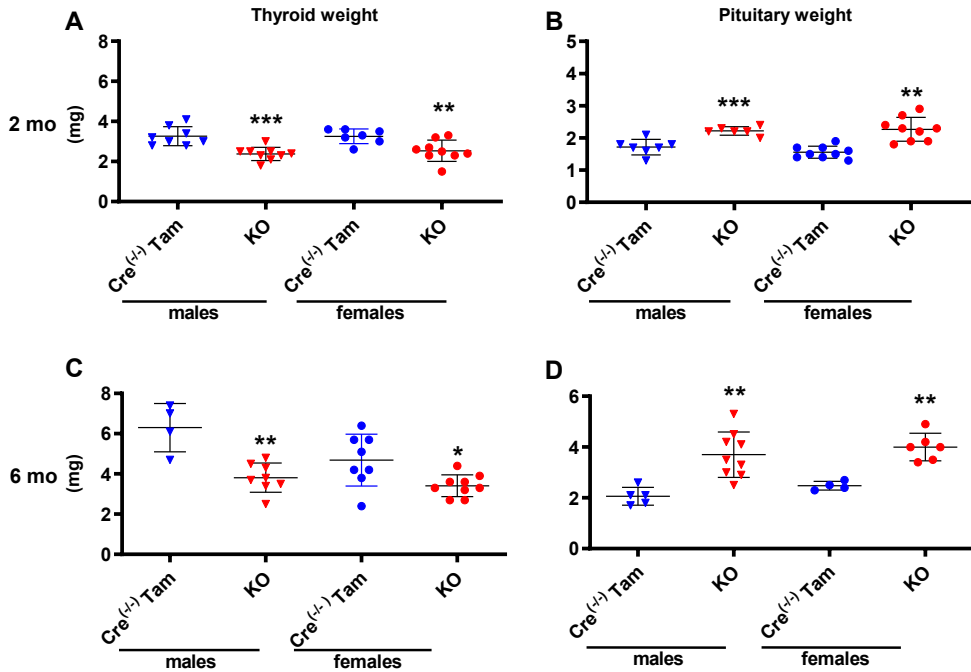 A
Thyroid weight
B
Pituitary weight
2 mo
(mg)
8
6
4
2
0
***
**
Cre(-/-) Tam
KO
Cre(-/-) Tam
KO
males
females
5
4
3
2
1
0
***
**
Cre(-/-) Tam
KO
Cre(-/-) Tam
KO
males
females
C
D
6 mo
(mg)
8
6
4
2
0
**
*
Cre(-/-) Tam
KO
Cre(-/-) Tam
KO
males
females
6
4
2
0
**
**
Cre(-/-) Tam
KO
Cre(-/-) Tam
KO
males
females